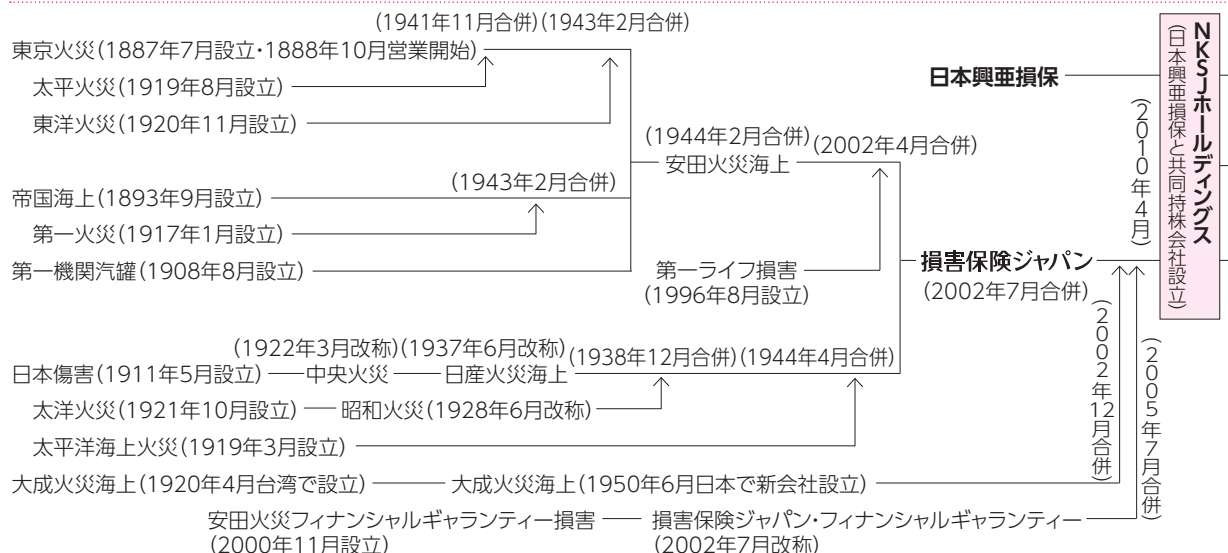 (1941年11月合併)(1943年2月合併)
東京火災(1887年7月設立・1888年10月営業開始)
太平火災(1919年8月設立)
東洋火災(1920年11月設立)
帝国海上(1893年9月設立)
(1943年2月合併)
第一火災(1917年1月設立)
第一機関汽罐(1908年8月設立)
(1944年2月合併)
安田火災海上
(2002年4月合併)
第一ライフ損害
(1996年8月設立)
日本興亜損保
損害保険ジャパン
(2002年7月合併)
(2010年4月)
NKSJホールディングス
(日本興亜損保と共同持株会社設立)
(1922年3月改称)(1937年6月改称)(1938年12月合併)(1944年4月合併)
日本傷害(1911年5月設立)
中央火災
日産火災海上
太洋火災(1921年10月設立)
昭和火災(1928年6月改称)
太平洋海上火災(1919年3月設立)
大成火災海上(1920年4月台湾で設立)
大成火災海上(1950年6月日本で新会社設立)
(2002年12月合併)
(2005年7月合併)
安田火災フィナンシャルギャランティー損害
(2000年11月設立)
損害保険ジャパン・フィナンシャルギャランティー
(2002年7月改称)